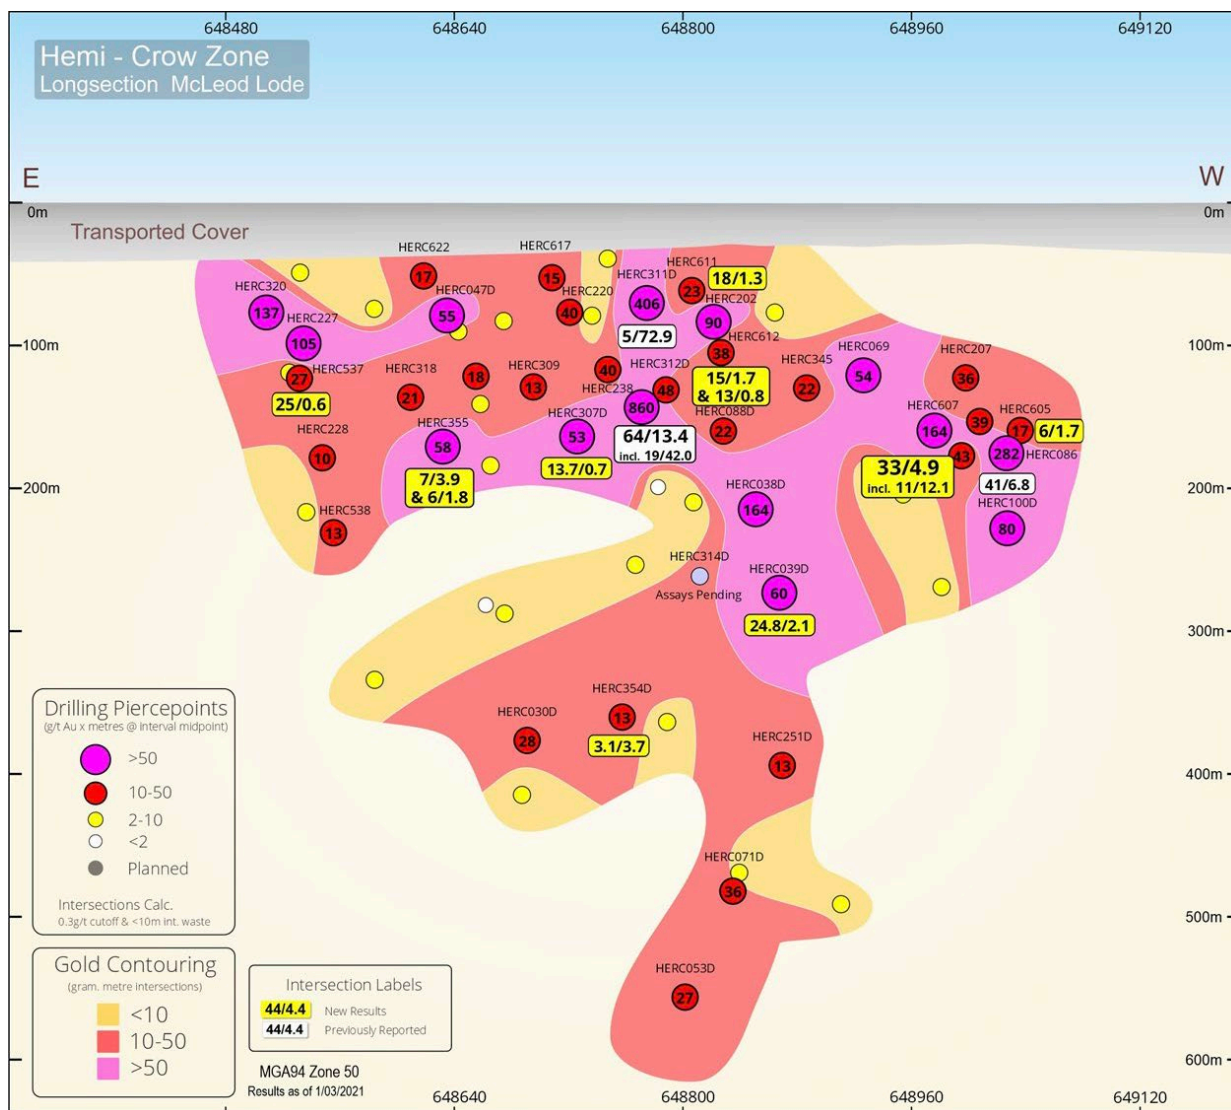 648480 648640 648800 648960 649120
Hemi - Crow Zone
Longsection McLeod Lode
E W
0m 0m
Transported Cover
HERC622 HERC617
HERC611
17 15 HERC311D 18/1.3
HERC320 HERC047D HERC220 23 HERC202
137 55 40 406 90
HERC227 5/72.9 HERC612
105 38
100m HERC069 100m
HERC537 HERC318 HERC309 HERC312D HERC345 HERC207
27 18 40 54 36
21 13 HERC238 48 15/1.7 22
25/0.6 & 13/0.8
860 HERC088D HERC607 HERC605
HERC228 HERC355 HERC307D 22 164 39 17 6/1.7
10 58 53 64/13.4 43 282 HERC086
incl. 19/42.0
7/3.9 13.7/0.7 33/4.9 41/6.8
& 6/1.8 incl. 11/12.1
200m HERC038D HERC100D 200m
HERC538 164 80
13
HERC314D
Assays Pending HERC039D
60
24.8/2.1
300m
HERC354D
HERC030D 13
28 3.1/3.7 HERC251D
13
400m
HERC071D
36
500m
HERC053D
27
600m
Drilling Piercepoints
(g/t Au x metres @ interval midpoint)
>50
10-50
2-10
<2
Planned
Intersections Calc.
0.3g/t cutoff & <10m int. waste
Gold Contouring
(gram. metre intersections)
<10
10-50
>50
Intersection Labels
44/4.4 New Results
44/4.4 Previously Reported
MGA94 Zone 50
Results as of 1/03/2021
648640 648800 648960 649120